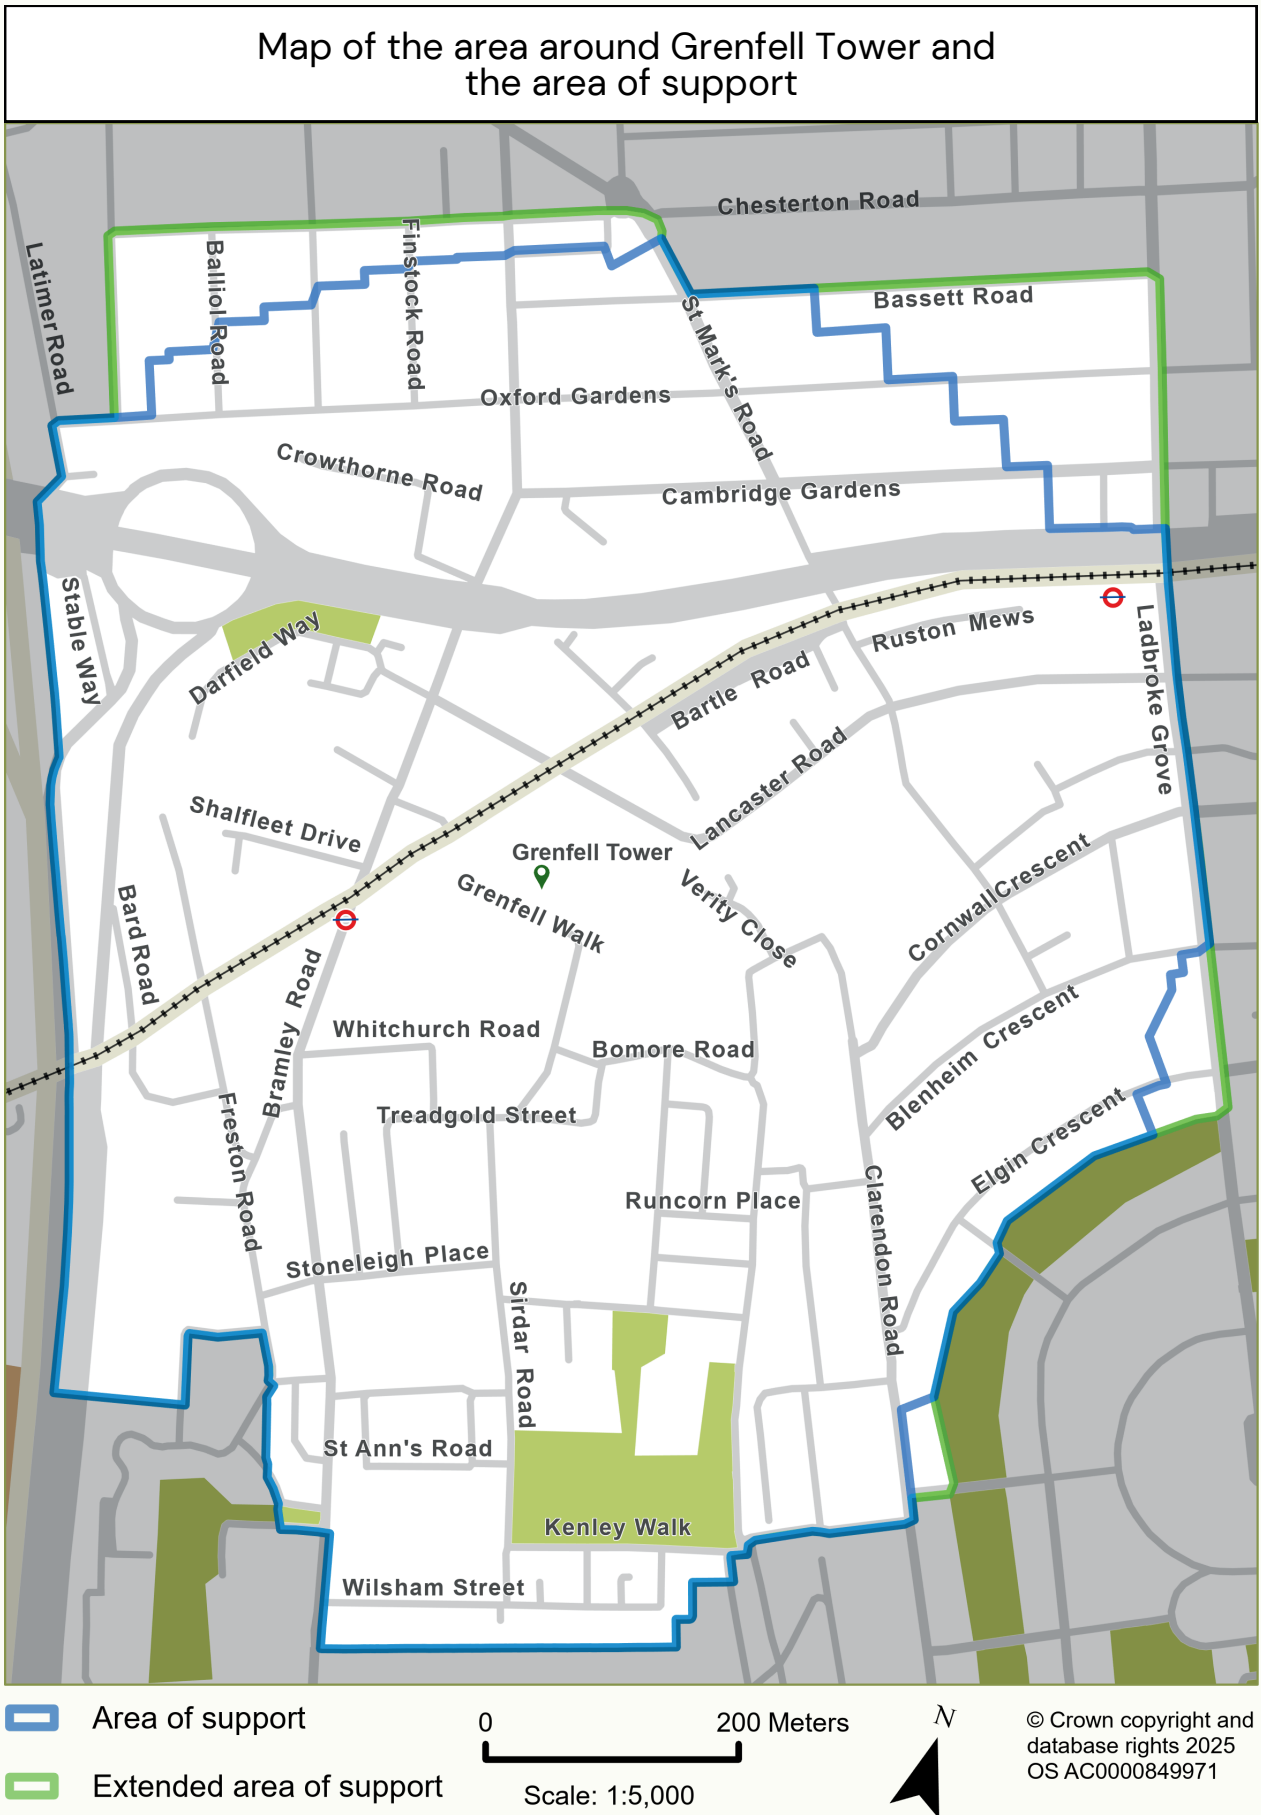 Map of the area around Grenfell Tower and
the area of support
Chesterton Road
Latimer Road
Balliol Road
Finstock Road
Bassett Road
St Mark's Road
Oxford Gardens
Crowthorne Road
Cambridge Gardens
Stable Way
Darfield Way
Ruston Mews
Ladbroke Grove
Bartle Road
Lancaster Road
Shalfleet Drive
Grenfell Tower
Grenfell Walk
Verity Close
Cornwall Crescent
Bard Road
Bramley Road
Whitchurch Road
Bomore Road
Blenheim Crescent
Freston Road
Treadgold Street
Elgin Crescent
Runcorn Place
Clarendon Road
Stoneleigh Place
Sirdar Road
St Ann's Road
Kenley Walk
Wilsham Street
Area of support
Extended area of support
0
200 Meters
Scale: 1:5,000
N
© Crown copyright and
database rights 2025
OS AC0000849971